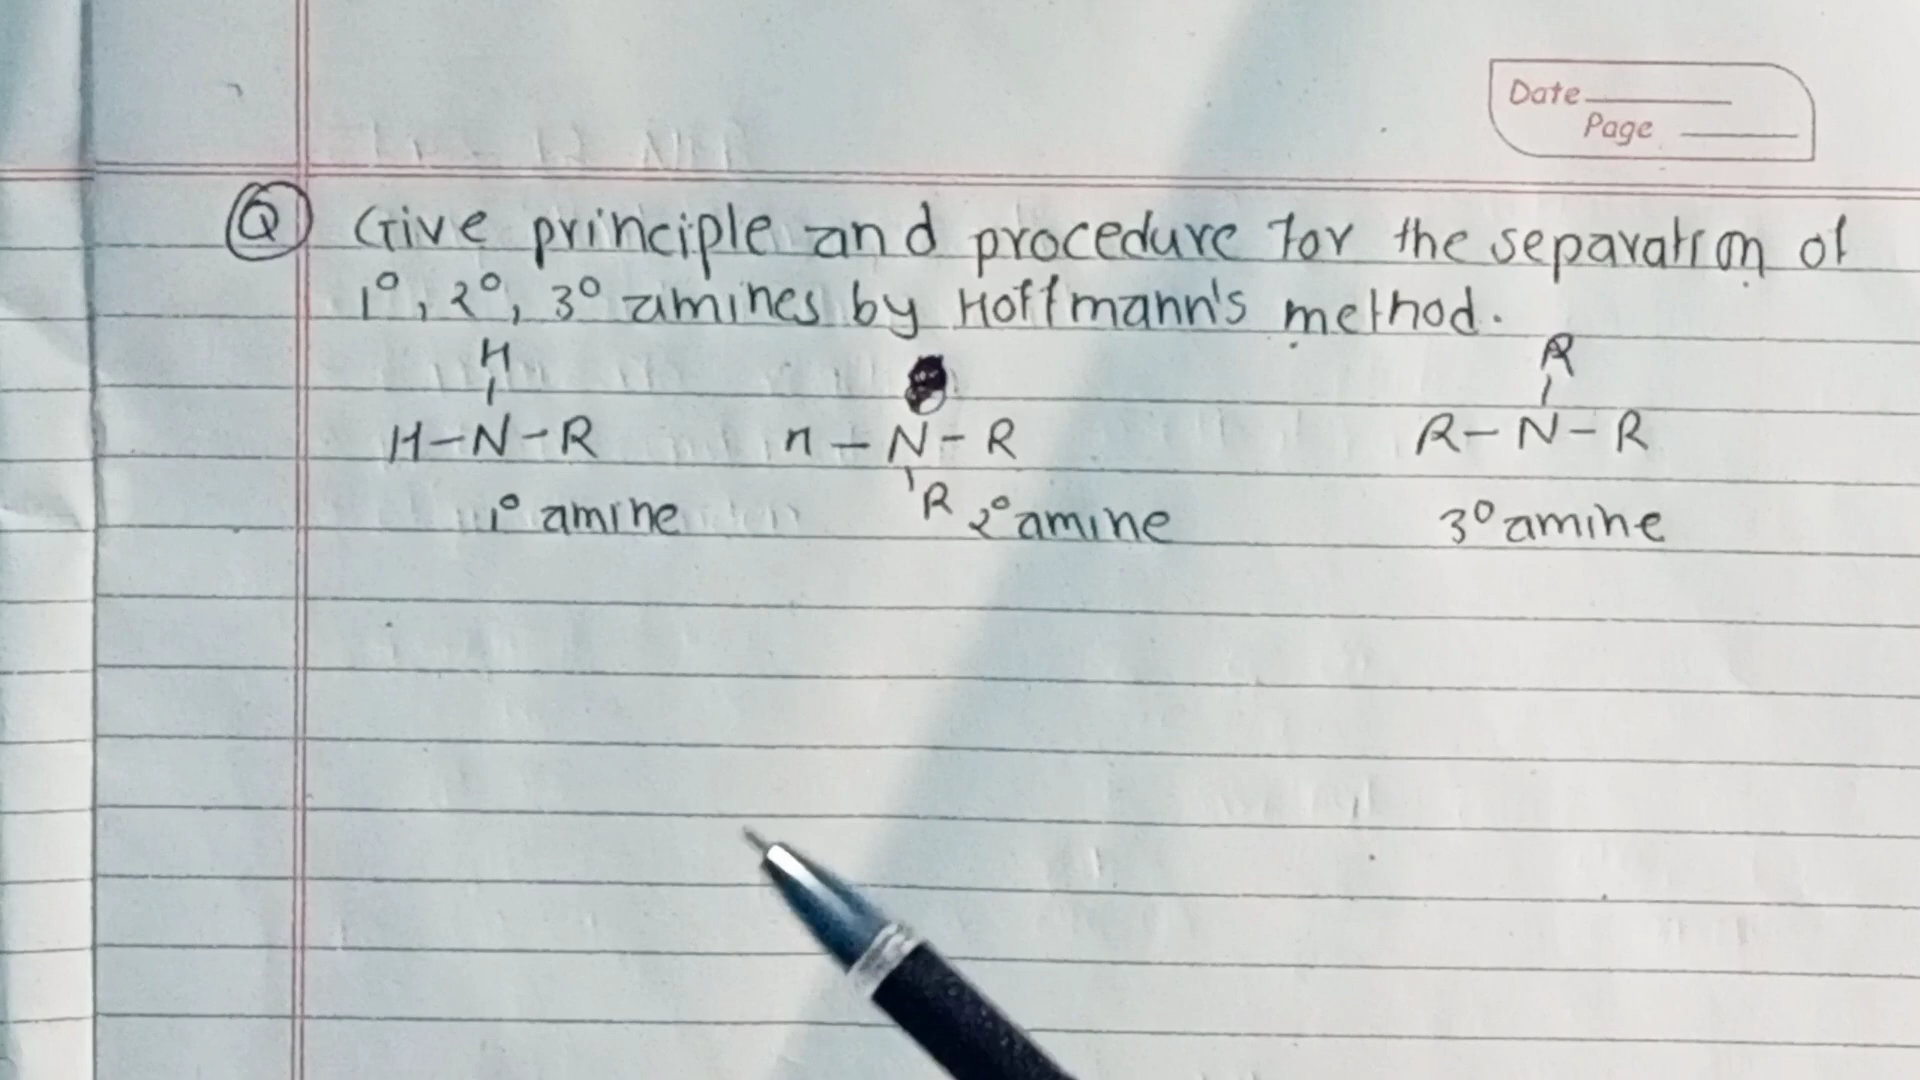 Date
Page
Q Give principle and procedure for the separation of
1°, 2°, 3° amines by Hoffmann's method.
H R
H-N-R H-N-R R-N-R
R
1° amine 2° amine 3° amine